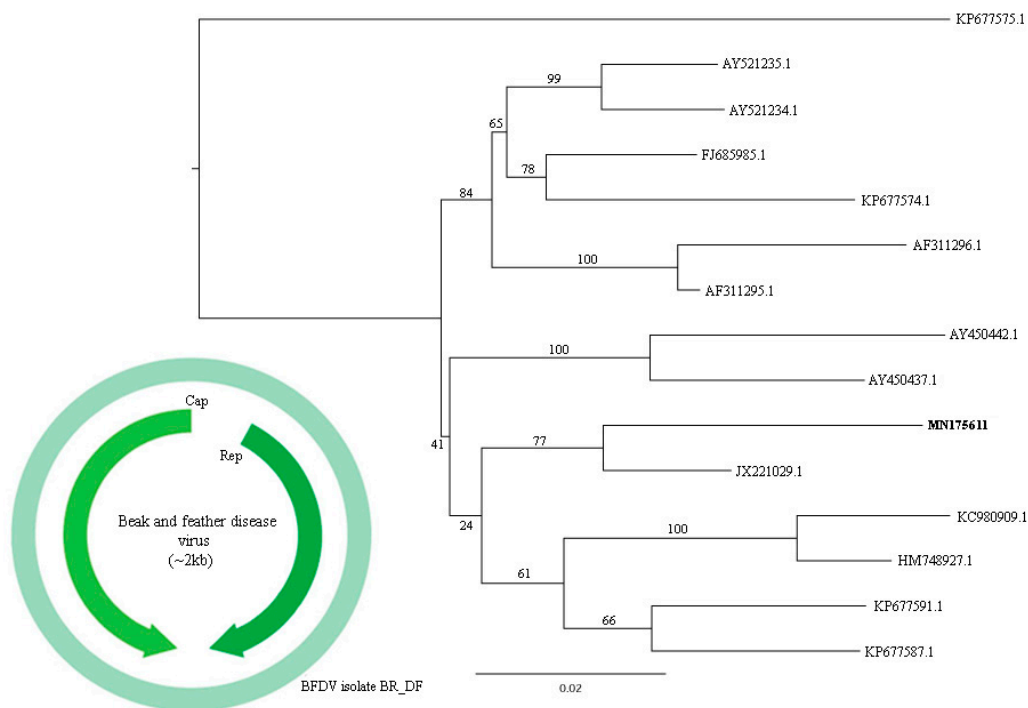 KP677575.1
AY521235.1
99
AY521234.1
65
FJ685985.1
78
KP677574.1
84
AF311296.1
100
AF311295.1
AY450442.1
100
AY450437.1
41
MN175611
77
JX221029.1
24
KC980909.1
100
HM748927.1
61
KP677591.1
66
KP677587.1
0.02
Cap
Rep
Beak and feather disease
virus
(~2kb)
BFDV isolate BR_DF